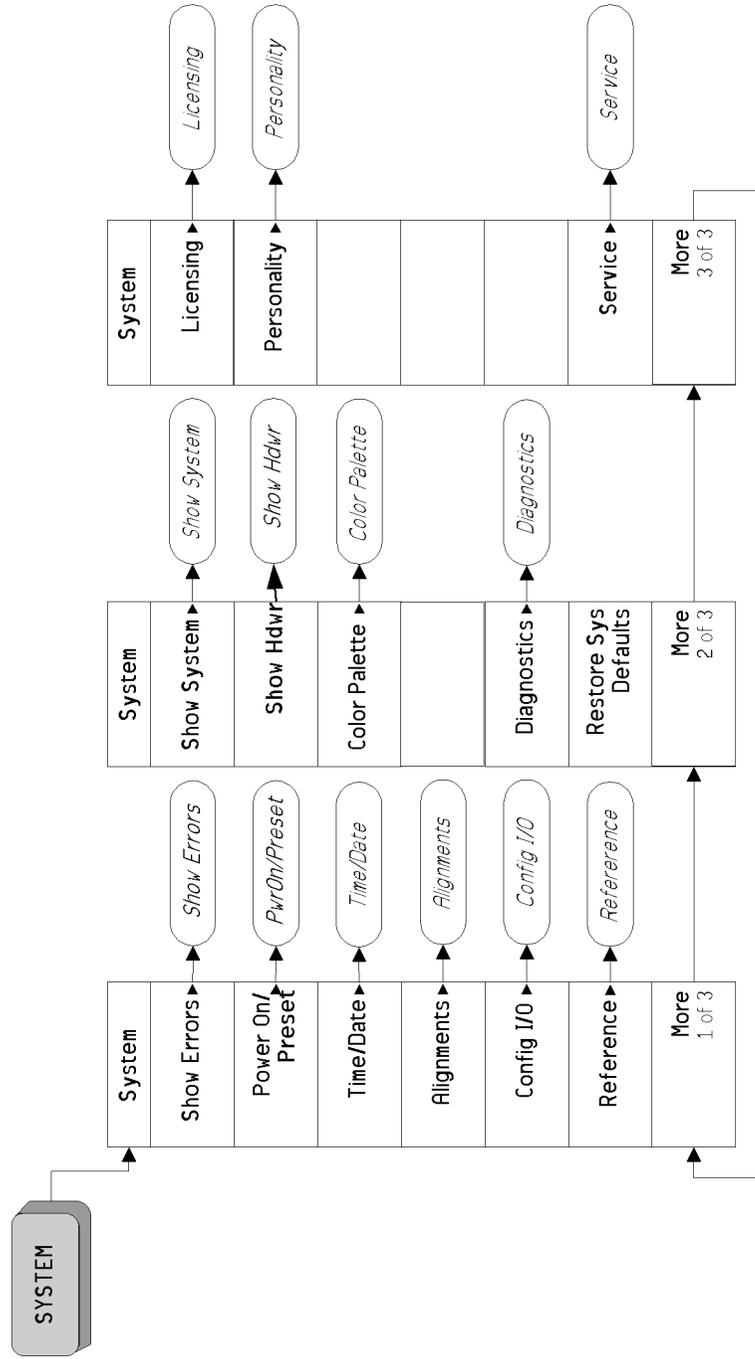 SYSTEM
System
Show Errors
Show Errors
Power On/
Preset
PwrOn/Preset
Time/Date
Time/Date
Alignments
Alignments
Config I/O
Config I/O
Reference
Refererence
More
1 of 3
System
Show System
Show System
Show Hdwr
Show Hdwr
Color Palette
Color Palette
Diagnostics
Diagnostics
Restore Sys
Defaults
More
2 of 3
System
Licensing
Licensing
Personality
Personality
Service
Service
More
3 of 3